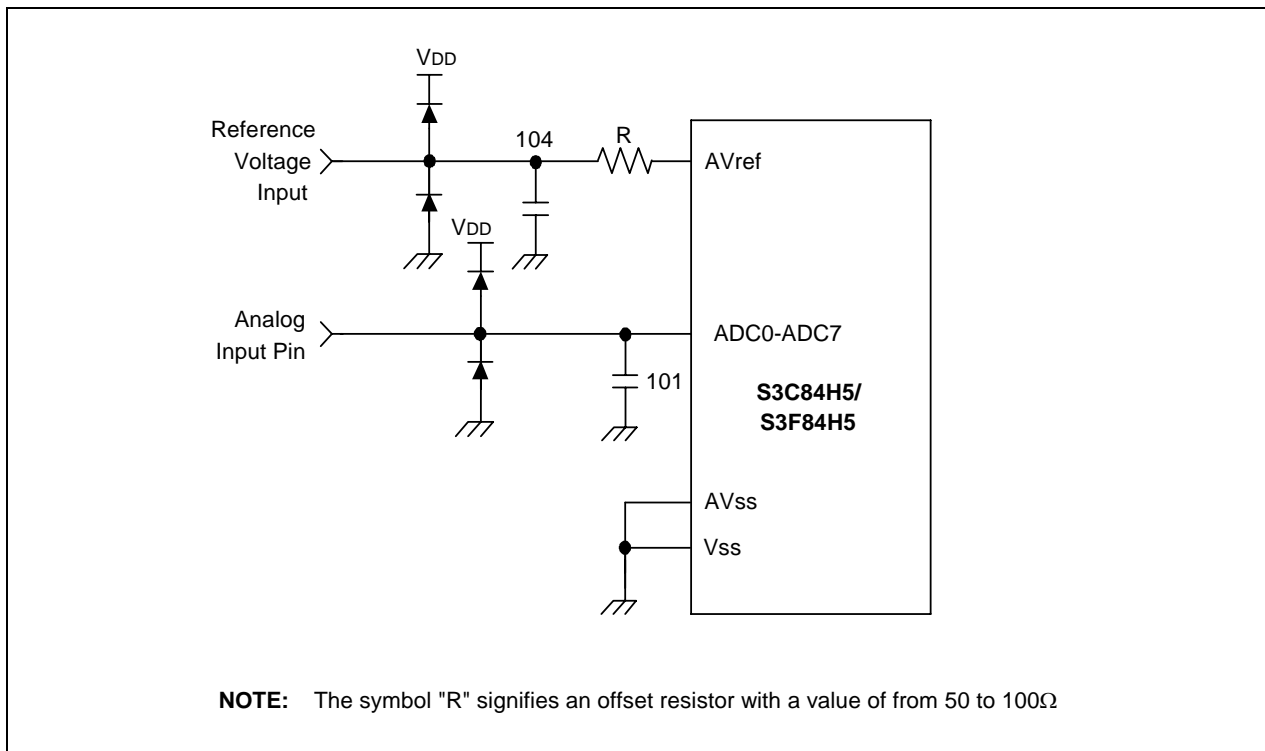 VDD
Reference
Voltage
Input
104
R
AVref
VDD
Analog
Input Pin
ADC0-ADC7
101
S3C84H5/
S3F84H5
AVss
Vss
NOTE: The symbol "R" signifies an offset resistor with a value of from 50 to 100Ω